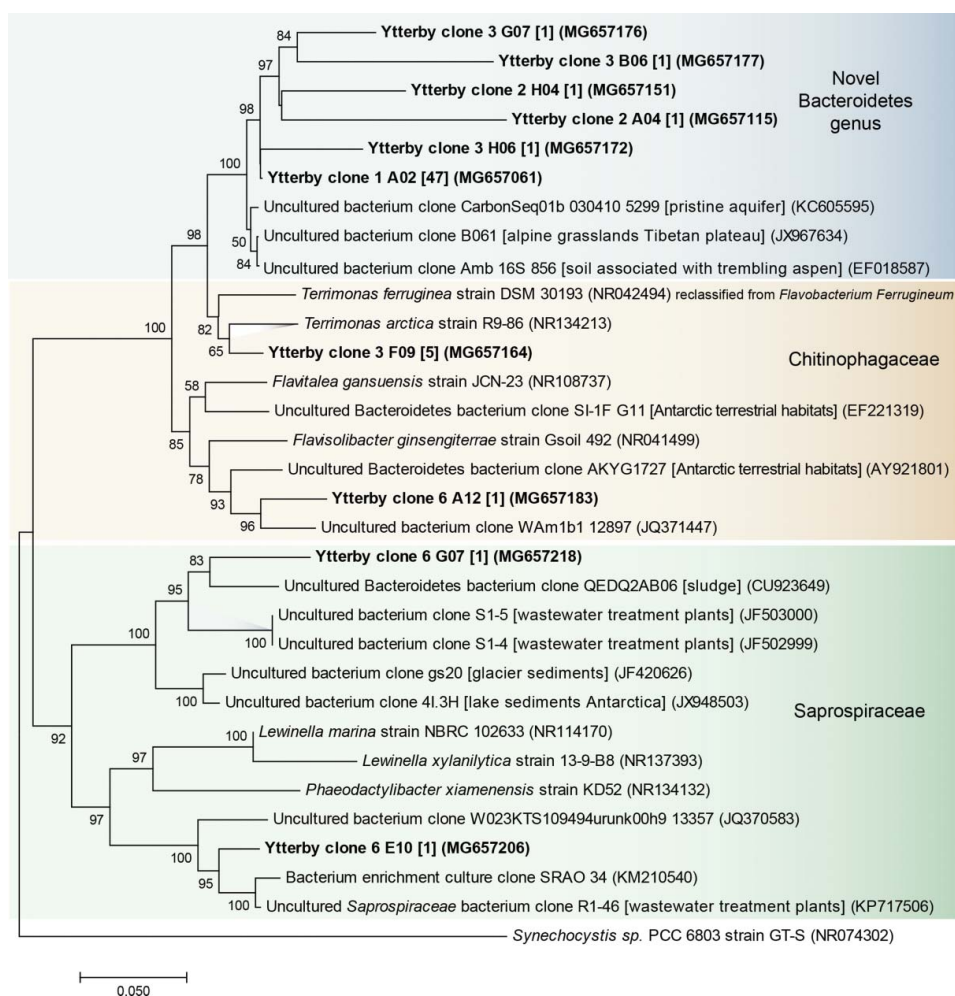 84
Ytterby clone 3 G07 [1] (MG657176)
97
Ytterby clone 3 B06 [1] (MG657177)
Novel
Bacteroidetes
genus
Ytterby clone 2 H04 [1] (MG657151)
98
Ytterby clone 2 A04 [1] (MG657115)
Ytterby clone 3 H06 [1] (MG657172)
100
Ytterby clone 1 A02 [47] (MG657061)
Uncultured bacterium clone CarbonSeq01b 030410 5299 [pristine aquifer] (KC605595)
98
50
Uncultured bacterium clone B061 [alpine grasslands Tibetan plateau] (JX967634)
84
Uncultured bacterium clone Amb 16S 856 [soil associated with trembling aspen] (EF018587)
Terrimonas ferruginea strain DSM 30193 (NR042494) reclassified from Flavobacterium Ferrugineum
100
82
Terrimonas arctica strain R9-86 (NR134213)
65
Ytterby clone 3 F09 [5] (MG657164)
Chitinophagaceae
58
Flavitalea gansuensis strain JCN-23 (NR108737)
Uncultured Bacteroidetes bacterium clone SI-1F G11 [Antarctic terrestrial habitats] (EF221319)
85
Flavisolibacter ginsengiterrae strain Gsoil 492 (NR041499)
78
Uncultured Bacteroidetes bacterium clone AKYG1727 [Antarctic terrestrial habitats] (AY921801)
93
Ytterby clone 6 A12 [1] (MG657183)
96
Uncultured bacterium clone WAm1b1 12897 (JQ371447)
83
Ytterby clone 6 G07 [1] (MG657218)
95
Uncultured Bacteroidetes bacterium clone QEDQ2AB06 [sludge] (CU923649)
Uncultured bacterium clone S1-5 [wastewater treatment plants] (JF503000)
100
100
Uncultured bacterium clone S1-4 [wastewater treatment plants] (JF502999)
Uncultured bacterium clone gs20 [glacier sediments] (JF420626)
100
Uncultured bacterium clone 4I.3H [lake sediments Antarctica] (JX948503)
Saprospiraceae
92
100
Lewinella marina strain NBRC 102633 (NR114170)
97
Lewinella xylanilytica strain 13-9-B8 (NR137393)
Phaeodactylibacter xiamenensis strain KD52 (NR134132)
97
Uncultured bacterium clone W023KTS109494urunk00h9 13357 (JQ370583)
100
Ytterby clone 6 E10 [1] (MG657206)
95
Bacterium enrichment culture clone SRAO 34 (KM210540)
100
Uncultured Saprospiraceae bacterium clone R1-46 [wastewater treatment plants] (KP717506)
Synechocystis sp. PCC 6803 strain GT-S (NR074302)
0.050